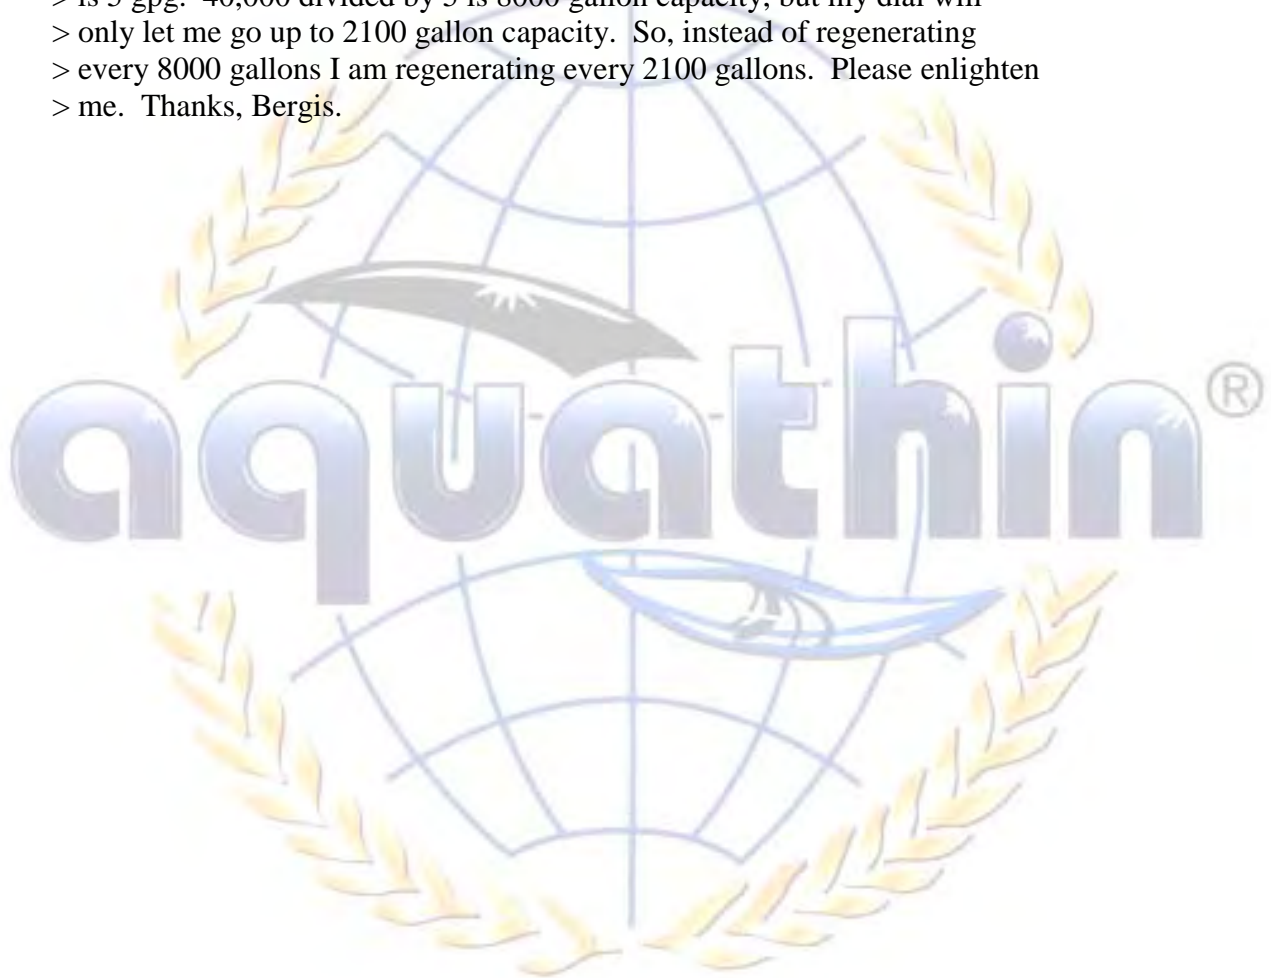 > is 5 gpg. 40,000 divided by 5 is 8000 gallon capacity, but my dial will
> only let me go up to 2100 gallon capacity. So, instead of regenerating
> every 8000 gallons I am regenerating every 2100 gallons. Please enlighten
> me. Thanks, Bergis.
aquathin®